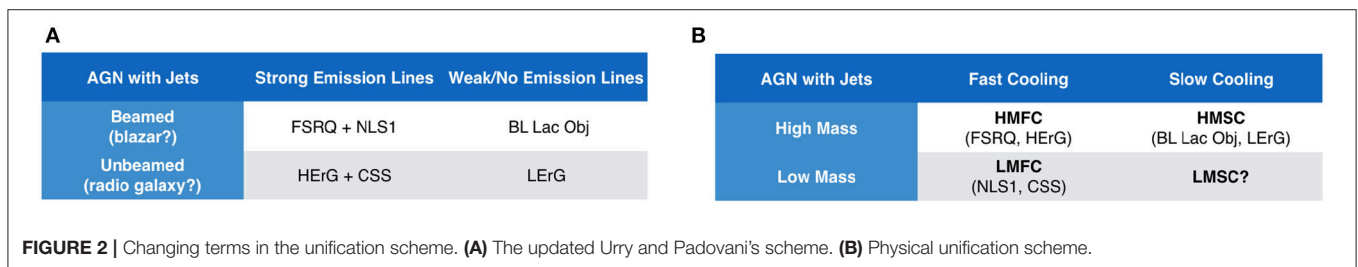 A
AGN with Jets Strong Emission Lines Weak/No Emission Lines
Beamed
(blazar?) FSRQ + NLS1 BL Lac Obj
Unbeamed
(radio galaxy?) HErG + CSS LErG
B
AGN with Jets Fast Cooling Slow Cooling
High Mass HMFC HMSC
(FSRQ, HErG) (BL Lac Obj, LErG)
Low Mass LMFC LMSC?
(NLS1, CSS)
FIGURE 2 | Changing terms in the unification scheme. (A) The updated Urry and Padovani's scheme. (B) Physical unification scheme.